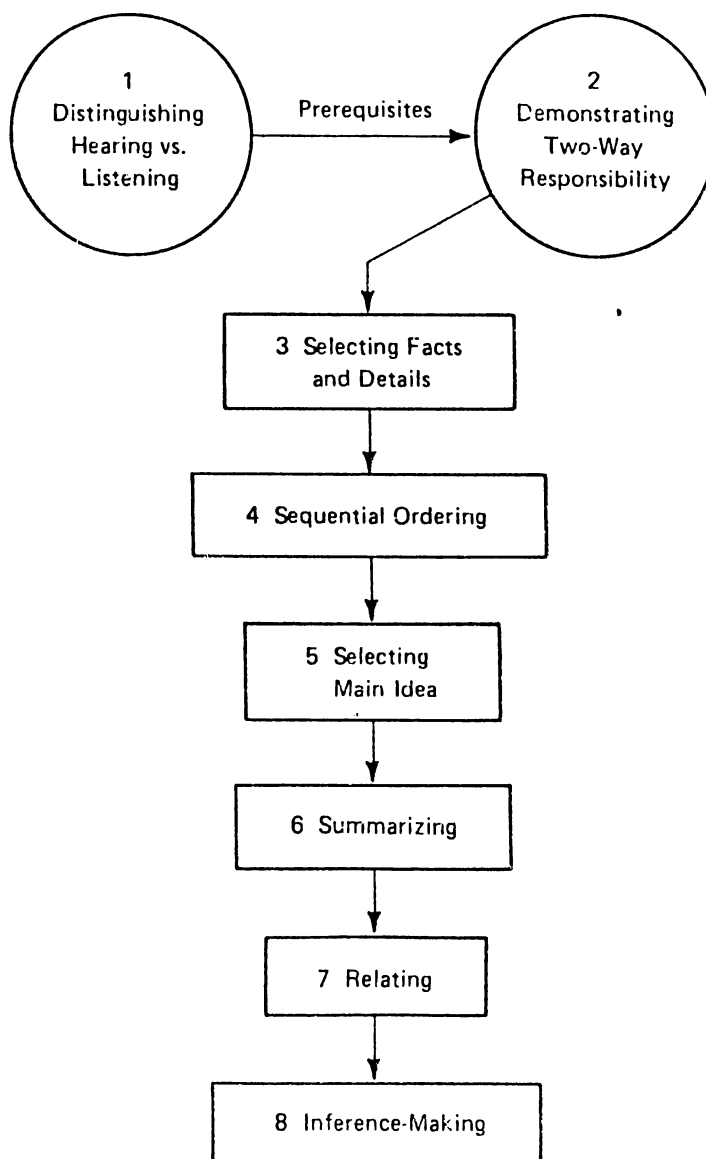 1
Distinguishing
Hearing vs.
Listening
Prerequisites
2
Demonstrating
Two-Way
Responsibility
3 Selecting Facts
and Details
4 Sequential Ordering
5 Selecting
Main Idea
6 Summarizing
7 Relating
8 Inference-Making